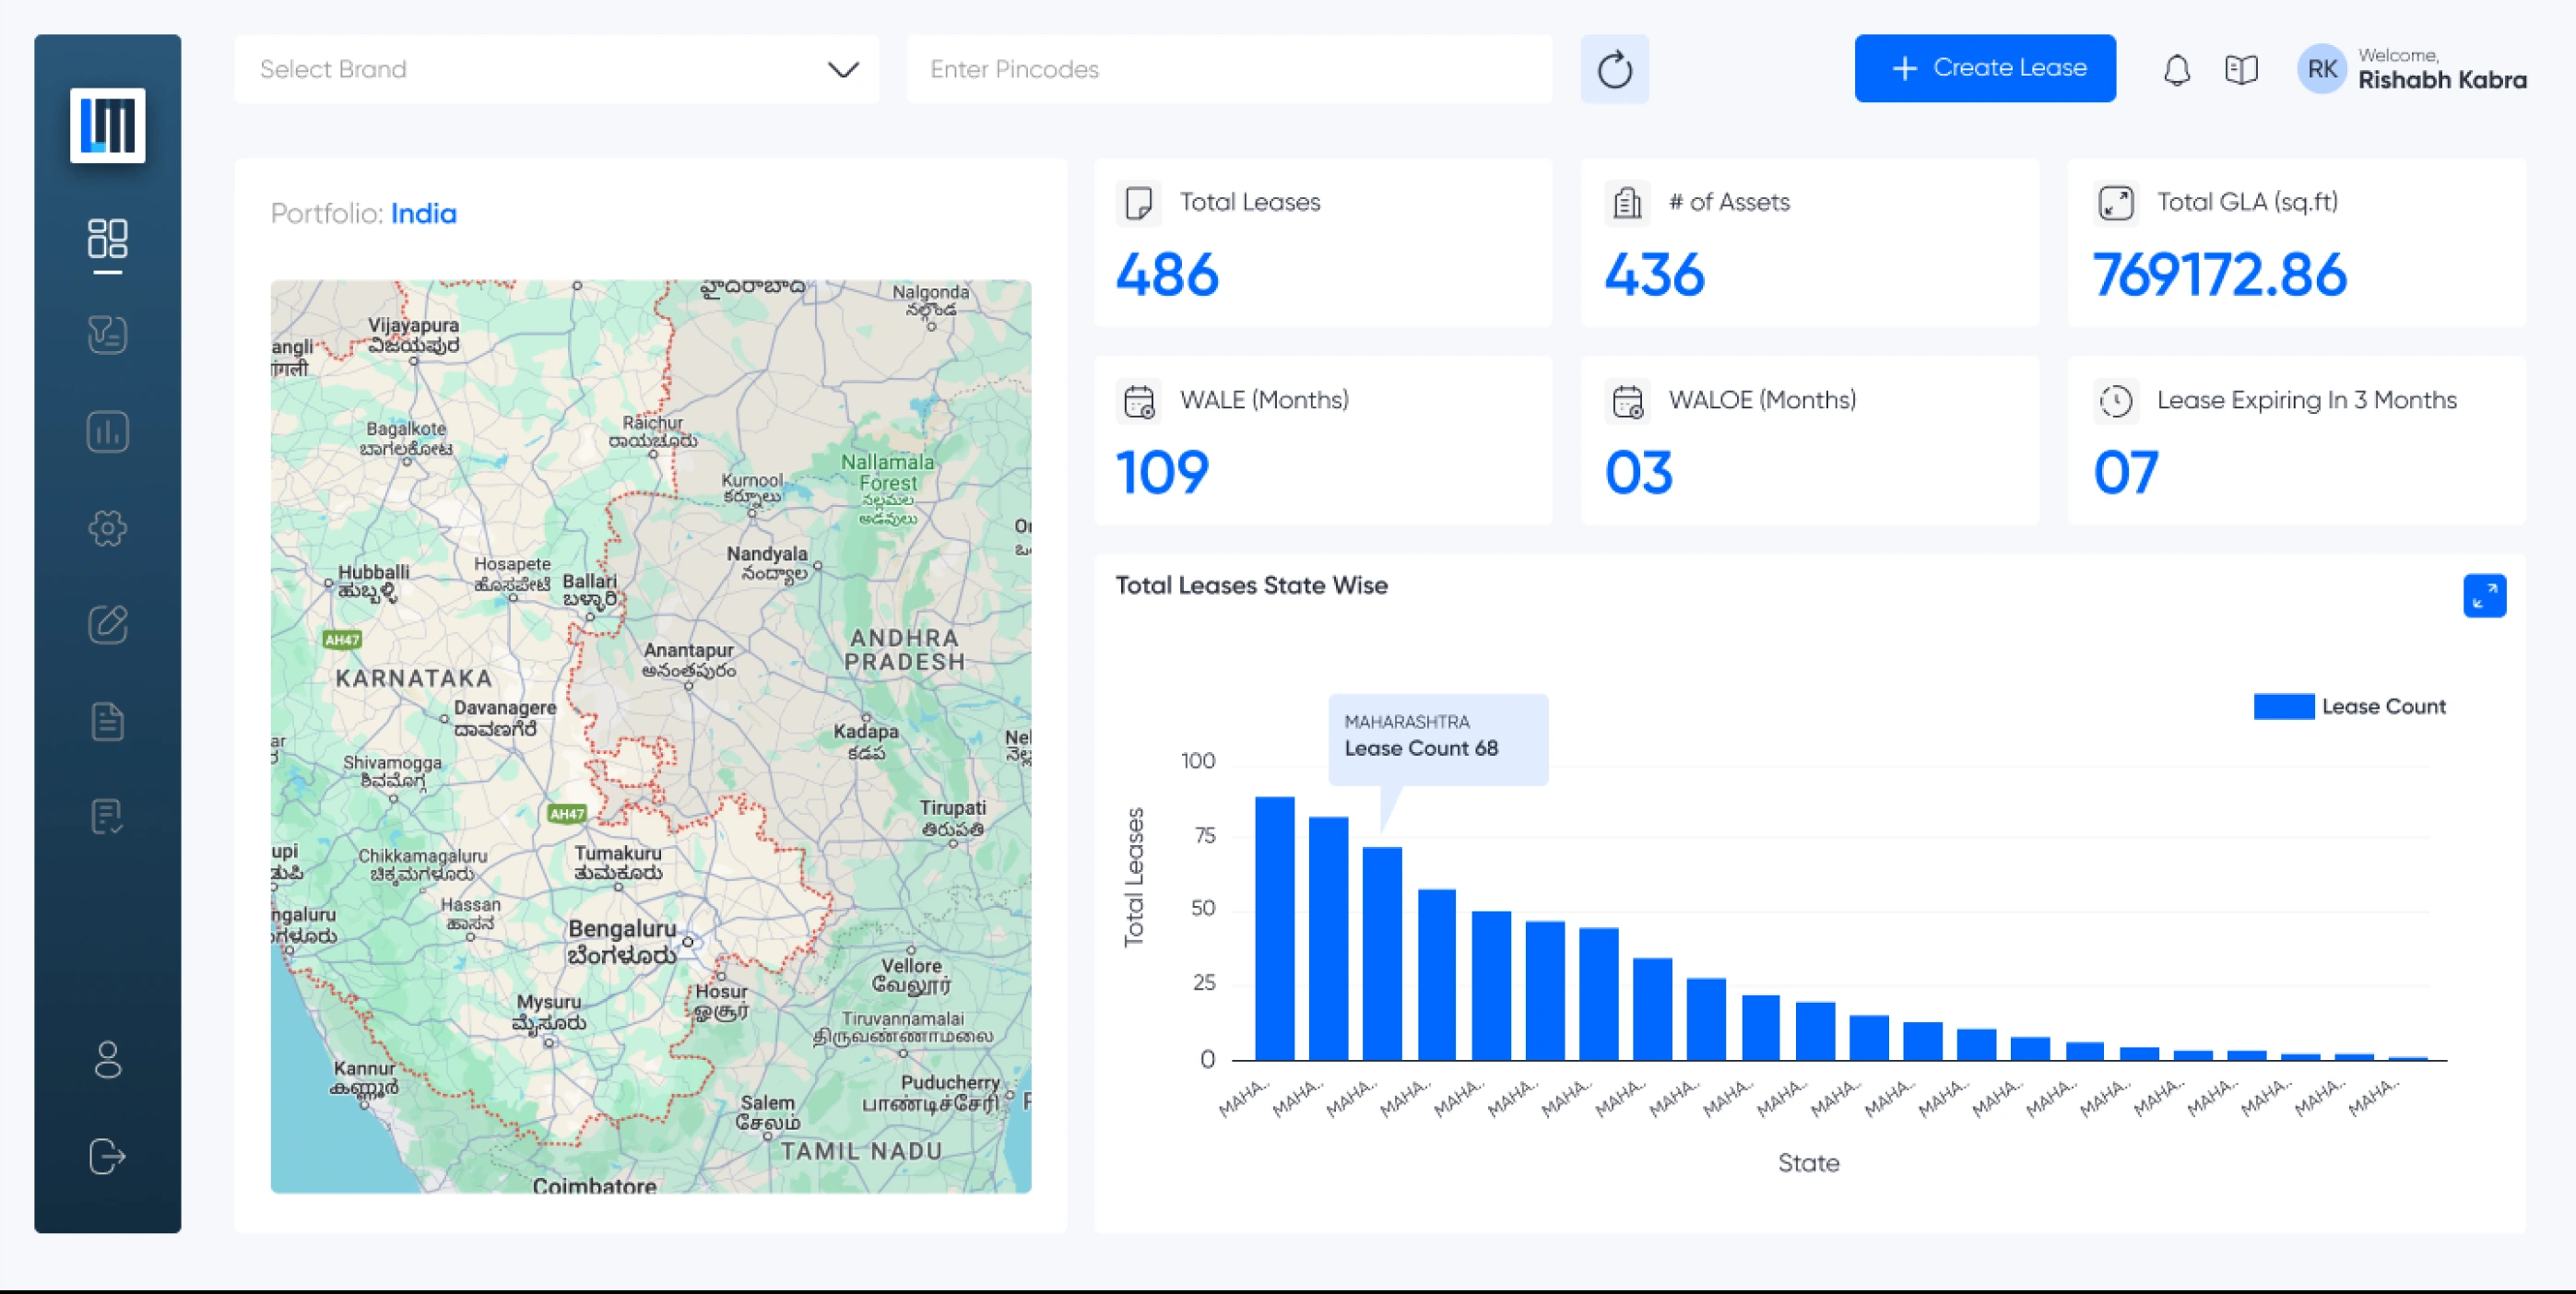 Select Brand
Enter Pincodes
Create Lease
RK
Welcome,
Rishabh Kabra
Portfolio: India
Total Leases
486
# of Assets
436
Total GLA (sq.ft)
769172.86
WALE (Months)
109
WALOE (Months)
03
Lease Expiring In 3 Months
07
హైదరాబాద్
Nalgonda
నల్గొండ
Vijayapura
ವಿಜಯಪುರ
angli
Raichur
ರಾಯಚೂರು
Bagalkote
ಬಾಗಲಕೋಟ
Kurnool
కర్నూలు
Nallamala
Forest
నల్లమల
అడవులు
Nandyala
నంద్యాల
Hosapete
ಹೊಸಪೇಟೆ
Hubballi
ಹುಬ್ಬಳ್ಳಿ
Ballari
ಬಳ್ಳಾರಿ
AH47
ANDHRA
PRADESH
Anantapur
అనంతపురం
KARNATAKA
Davanagere
ದಾವಣಗೆರೆ
Kadapa
కడప
Nel
Shivamogga
ಶಿವಮೊಗ್ಗ
AH47
Tirupati
తిరుపతి
upi
ಡುಪಿ
Chikkamagaluru
ಚಿಕ್ಕಮಗಳೂರು
Tumakuru
ತುಮಕೂರು
Hassan
ಹಾಸನ
ngaluru
ಗಳೂರು
Bengaluru
ಬೆಂಗಳೂರು
Vellore
வேலூர்
Hosur
ஓசூர்
Mysuru
ಮೈಸೂರು
Tiruvannamalai
திருவண்ணாமலை
Kannur
കണ്ണൂർ
Puducherry
பாண்டிச்சேரி
Salem
சேலம்
TAMIL NADU
Coimbatore
Total Leases State Wise
Lease Count
MAHARASHTRA
Lease Count 68
Total Leases
100
75
50
25
0
MAHA.. MAHA.. MAHA.. MAHA.. MAHA.. MAHA.. MAHA.. MAHA.. MAHA.. MAHA.. MAHA.. MAHA.. MAHA.. MAHA.. MAHA.. MAHA.. MAHA.. MAHA.. MAHA.. MAHA.. MAHA.. MAHA..
State